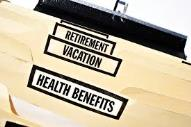 RETIREMENT
VACATION
HEALTH BENEFITS